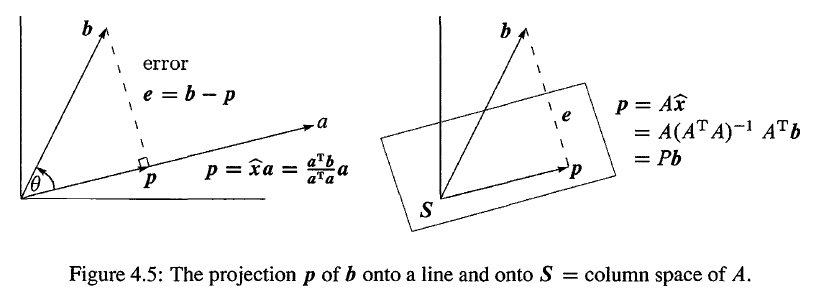 b
error
e = b − p
a
p
p = x̂a = aᵀb/aᵀa a
θ
b
e
p
S
p = Ax̂
= A(AᵀA)⁻¹ Aᵀb
= Pb
Figure 4.5: The projection p of b onto a line and onto S = column space of A.